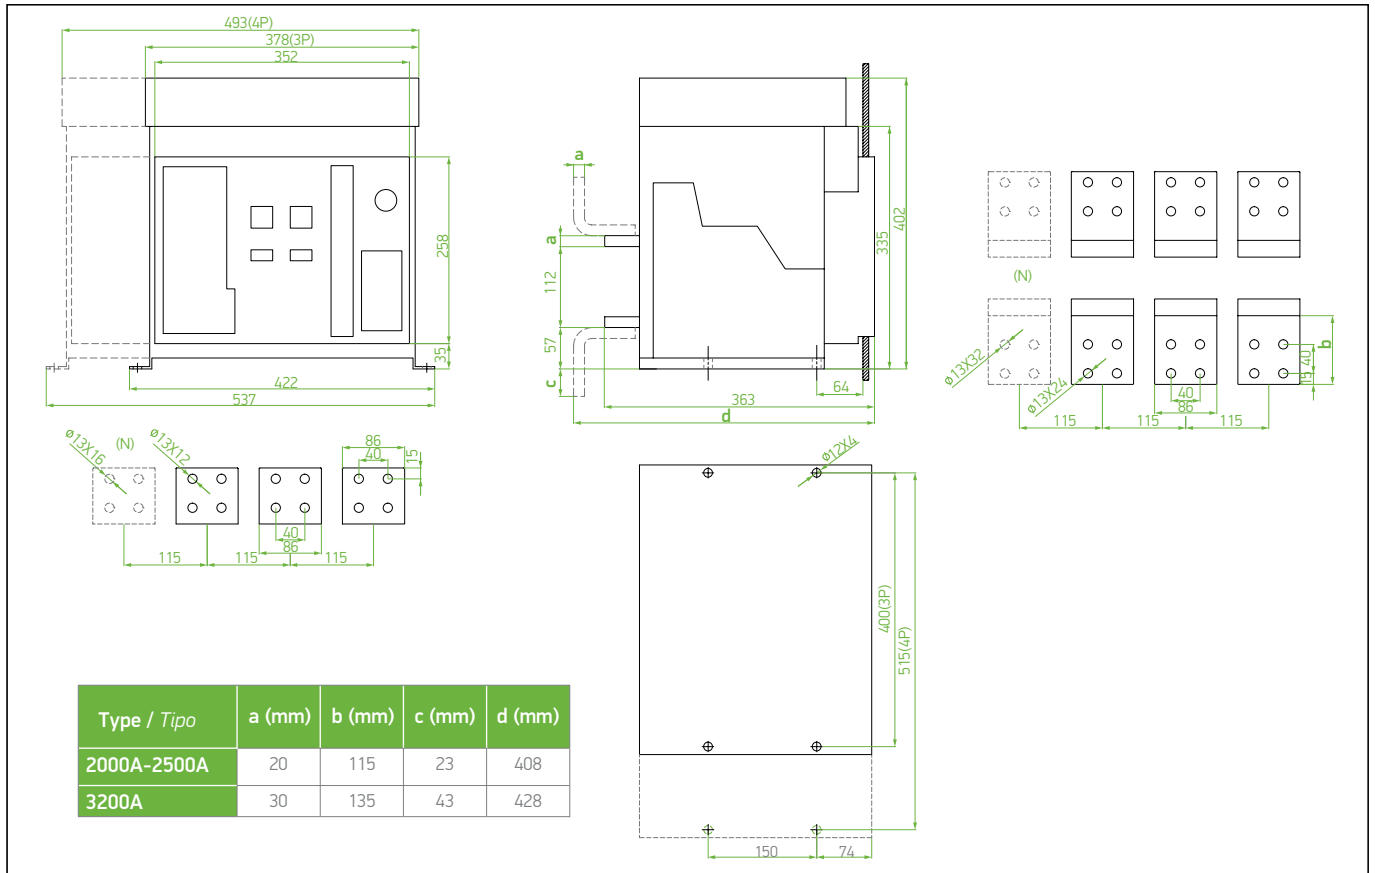 493(4P)
378(3P)
352
258
35
422
537
a
a
112
57
c
335
402
64
363
d
(N)
ø13X32
ø13X24
40
15
b
40
86
115
115
115
ø13X16
(N)
ø13X12
86
40
15
40
86
115
115
115
ø12X4
400(3P)
515(4P)
150
74
Type / Tipo a (mm) b (mm) c (mm) d (mm)
2000A-2500A 20 115 23 408
3200A 30 135 43 428